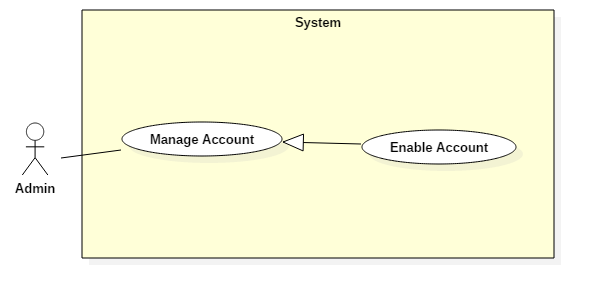 System
Manage Account
Enable Account
Admin